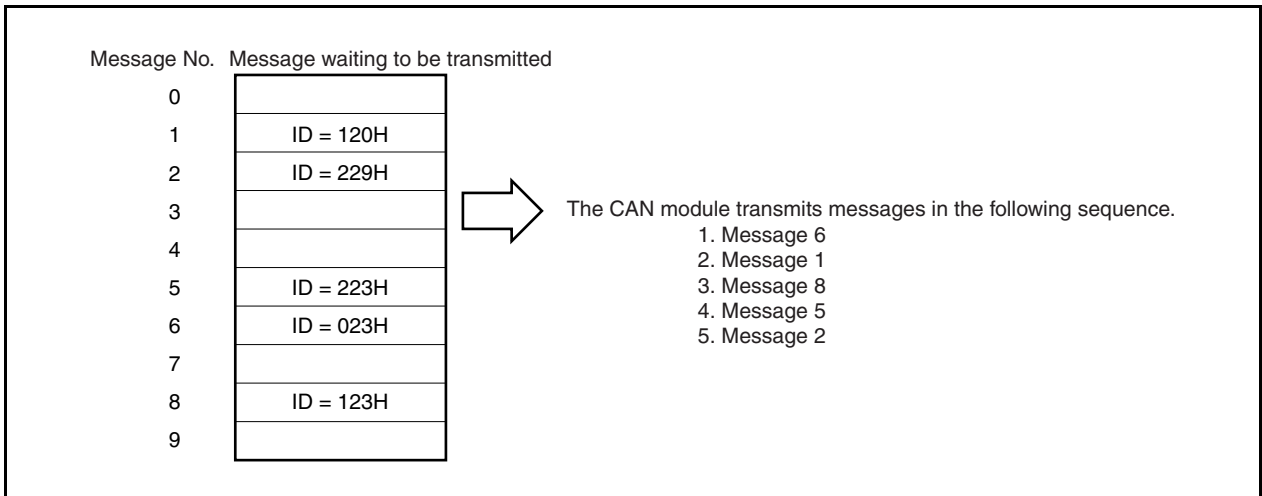 Message No. Message waiting to be transmitted
0
1 ID = 120H
2 ID = 229H
3
4
5 ID = 223H
6 ID = 023H
7
8 ID = 123H
9
The CAN module transmits messages in the following sequence.
1. Message 6
2. Message 1
3. Message 8
4. Message 5
5. Message 2